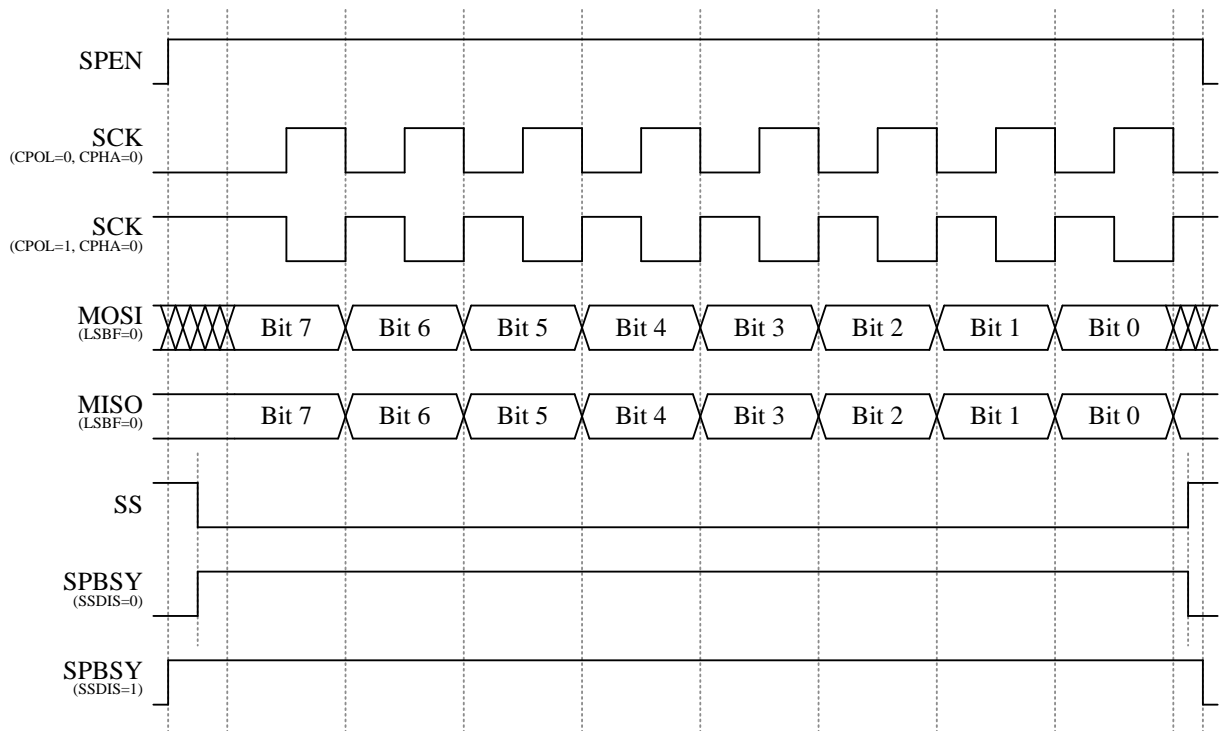 SPEN
SCK
(CPOL=0, CPHA=0)
SCK
(CPOL=1, CPHA=0)
MOSI
(LSBF=0)
Bit 7 Bit 6 Bit 5 Bit 4 Bit 3 Bit 2 Bit 1 Bit 0
MISO
(LSBF=0)
Bit 7 Bit 6 Bit 5 Bit 4 Bit 3 Bit 2 Bit 1 Bit 0
SS
SPBSY
(SSDIS=0)
SPBSY
(SSDIS=1)